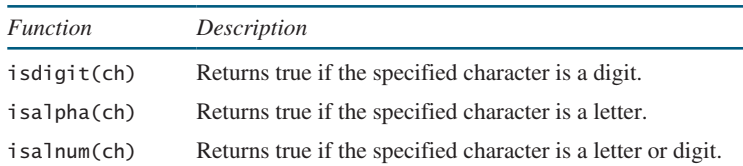 Function Description
isdigit(ch) Returns true if the specified character is a digit.
isalpha(ch) Returns true if the specified character is a letter.
isalnum(ch) Returns true if the specified character is a letter or digit.